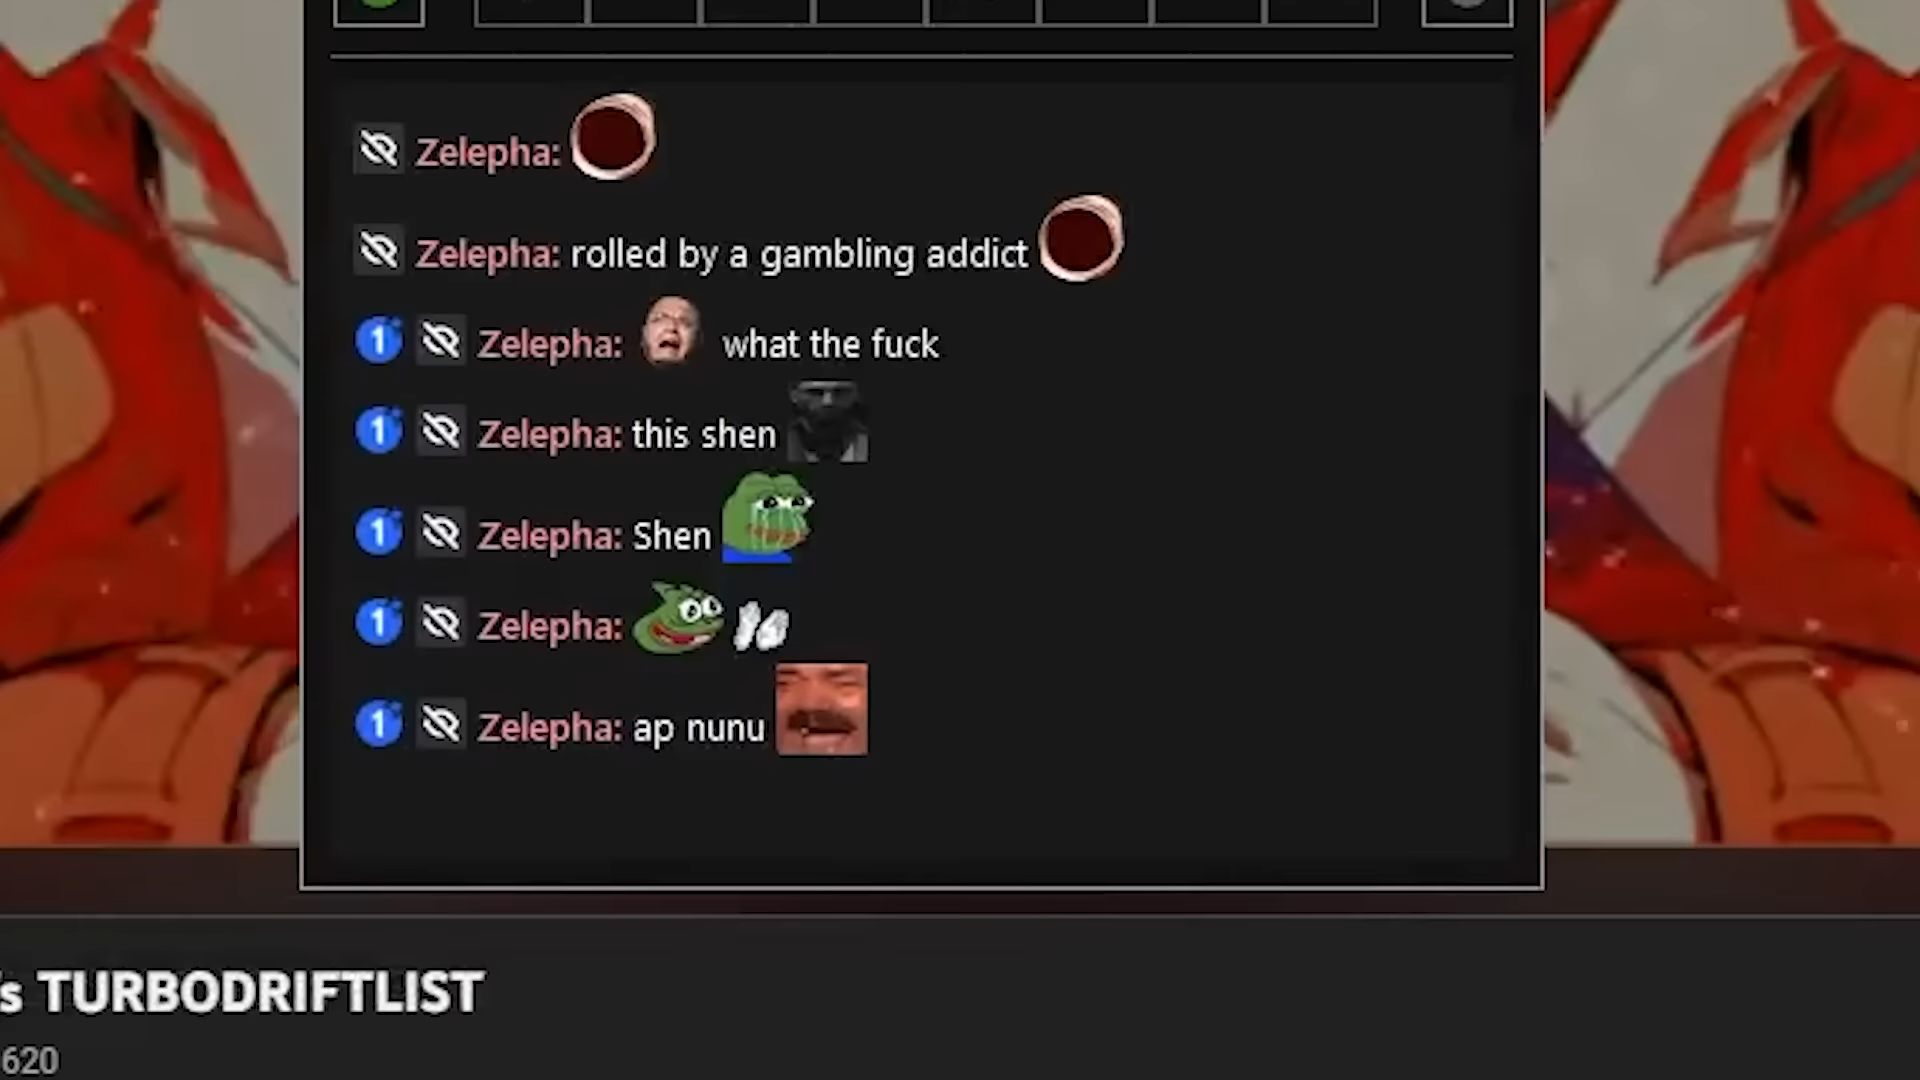 Zelepha:
Zelepha: rolled by a gambling addict
1 Zelepha: what the fuck
1 Zelepha: this shen
1 Zelepha: Shen
1 Zelepha:
1 Zelepha: ap nunu
's TURBODRIFTLIST
620